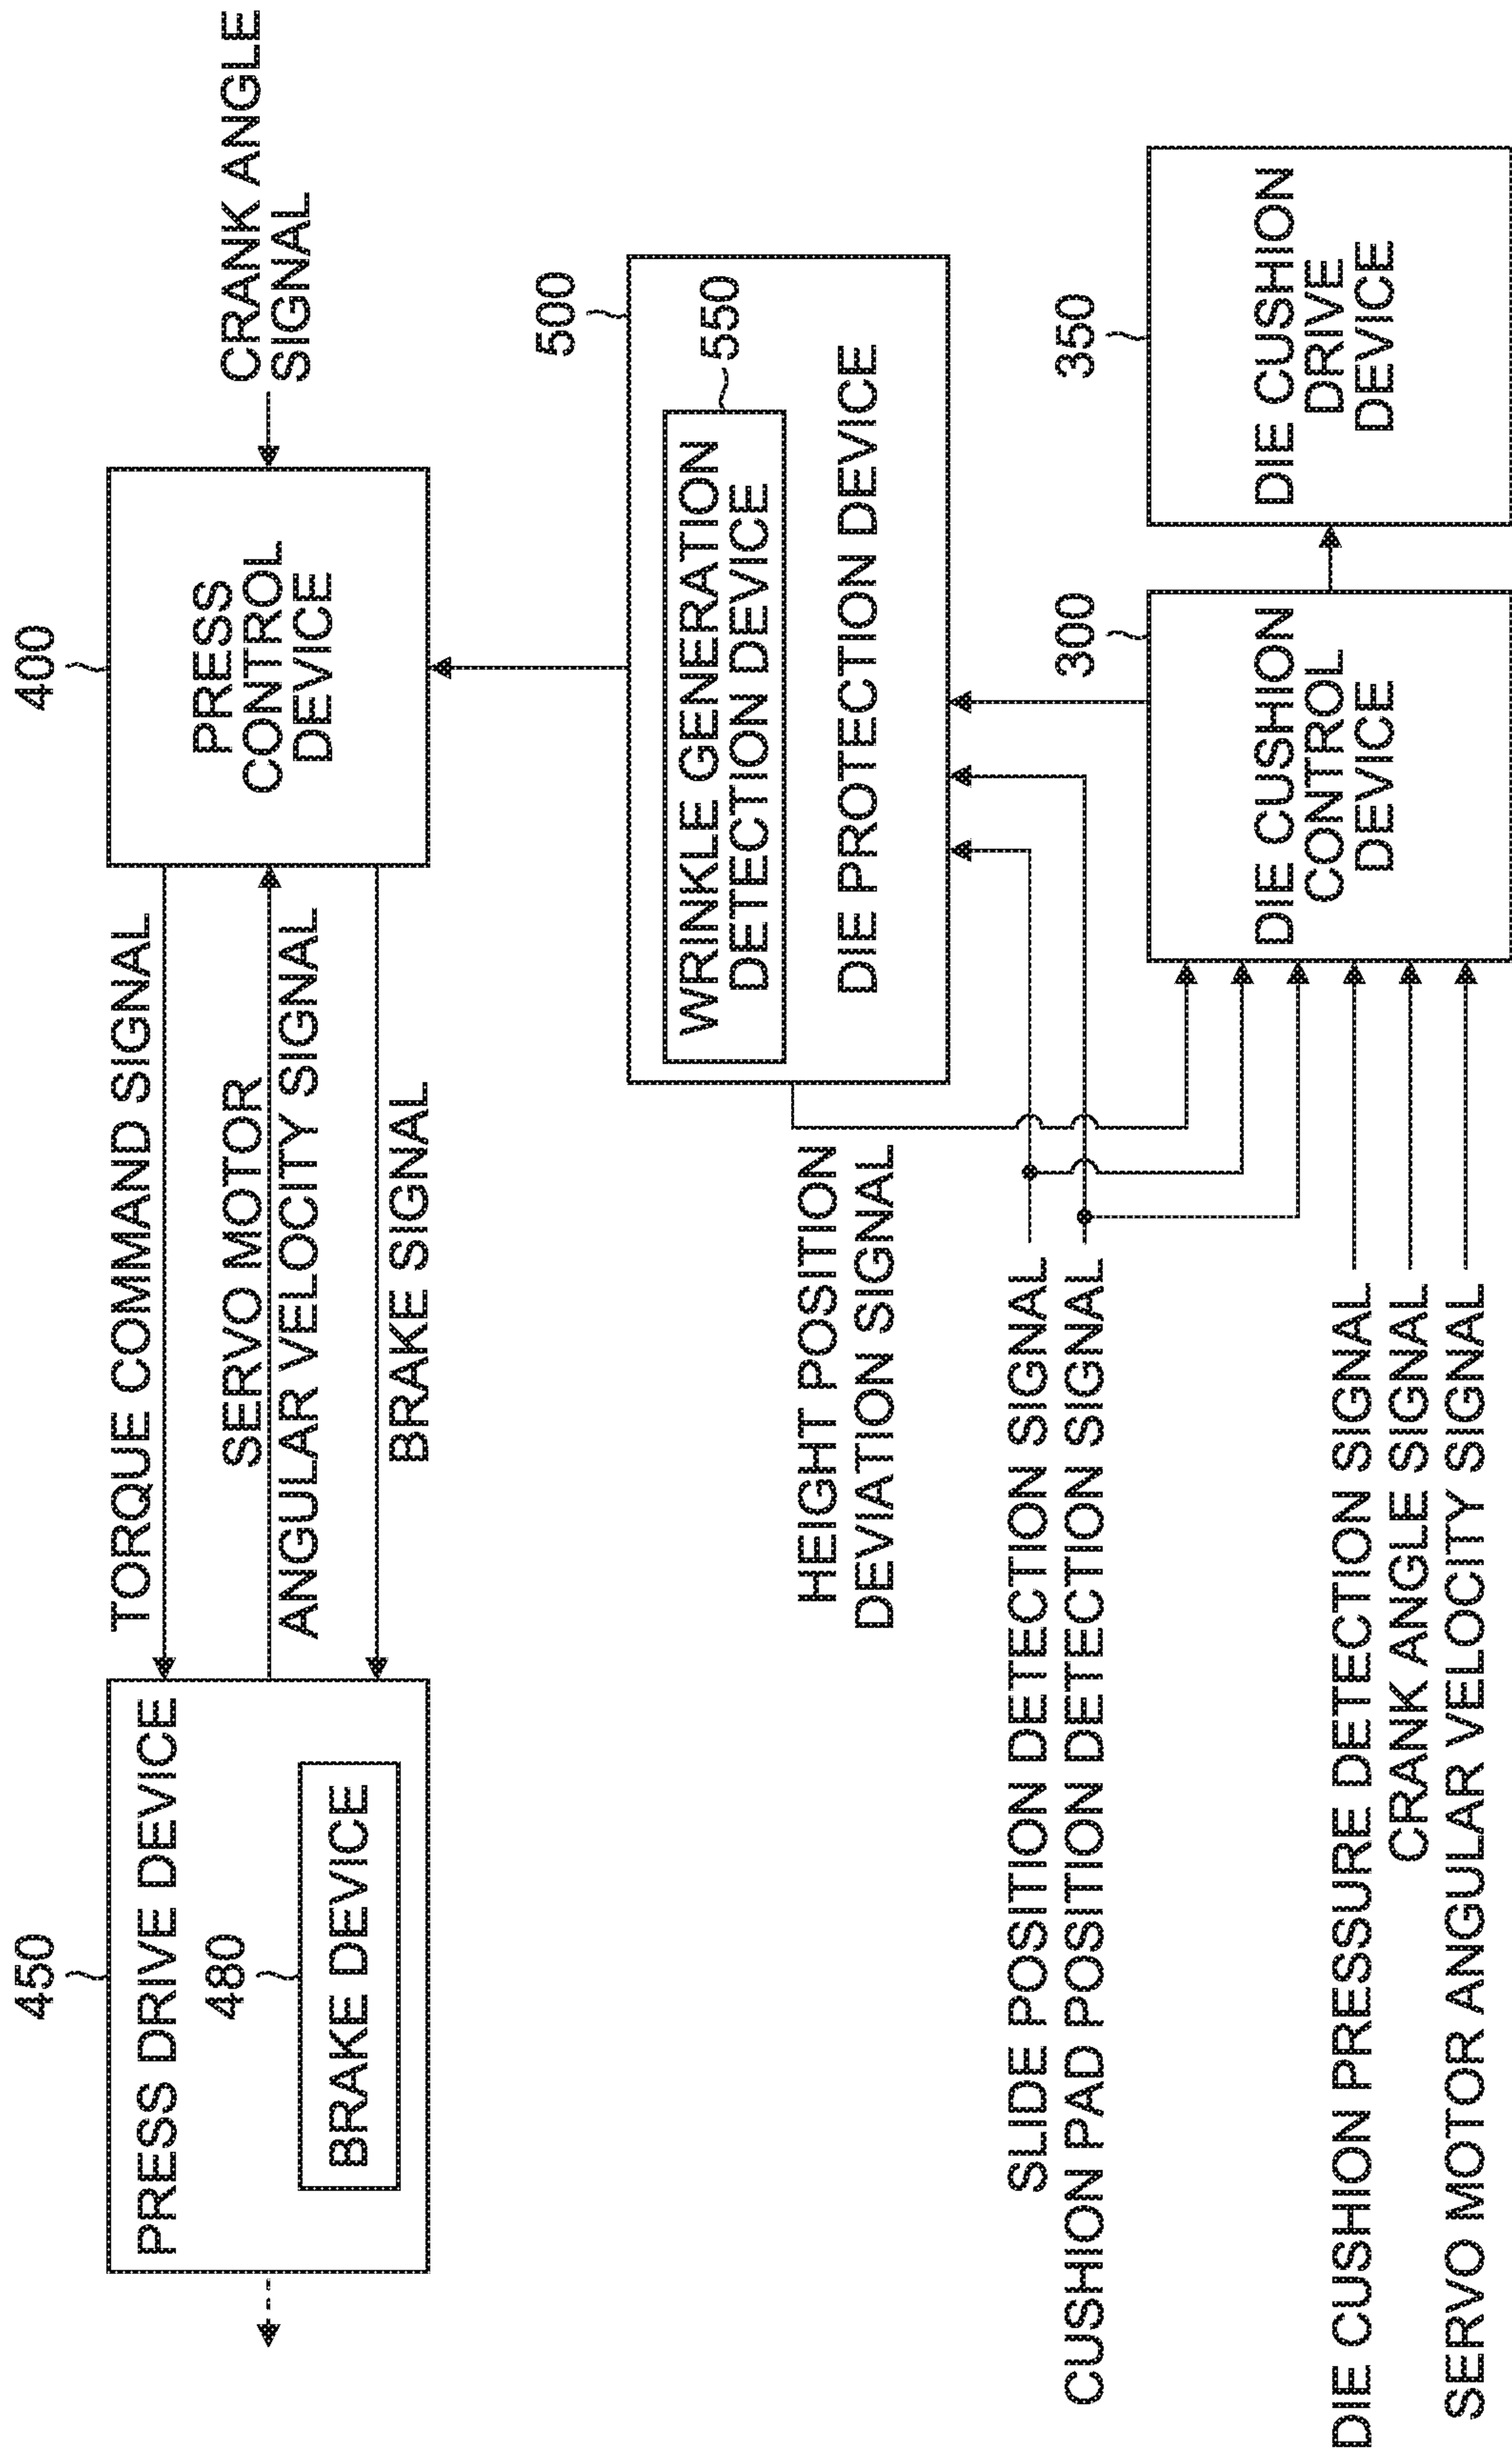 450
PRESS DRIVE DEVICE
480
BRAKE DEVICE
TORQUE COMMAND SIGNAL
SERVO MOTOR
ANGULAR VELOCITY SIGNAL
BRAKE SIGNAL
400
PRESS
CONTROL
DEVICE
CRANK ANGLE
SIGNAL
500
550
WRINKLE GENERATION
DETECTION DEVICE
DIE PROTECTION DEVICE
HEIGHT POSITION
DEVIATION SIGNAL
SLIDE POSITION DETECTION SIGNAL
CUSHION PAD POSITION DETECTION SIGNAL
DIE CUSHION PRESSURE DETECTION SIGNAL
CRANK ANGLE SIGNAL
SERVO MOTOR ANGULAR VELOCITY SIGNAL
300
DIE CUSHION
CONTROL
DEVICE
350
DIE CUSHION
DRIVE
DEVICE